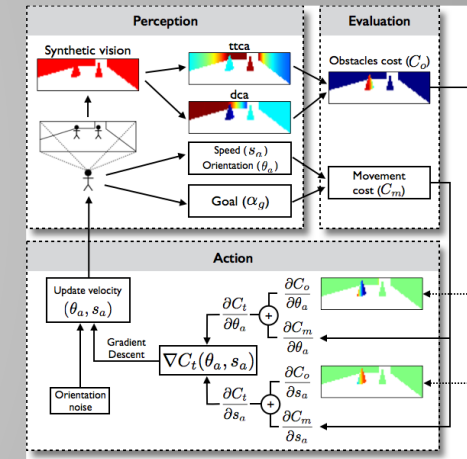 Perception
Evaluation
Synthetic vision
ttca
Obstacles cost (C_o)
dca
Speed (s_a)
Orientation (θ_a)
Movement
cost (C_m)
Goal (α_g)
Action
Update velocity
(θ_a, s_a)
∂C_o/∂θ_a
∂C_t/∂θ_a
+
∂C_m/∂θ_a
Gradient
Descent
∇C_t(θ_a, s_a)
∂C_o/∂s_a
∂C_t/∂s_a
+
∂C_m/∂s_a
Orientation
noise